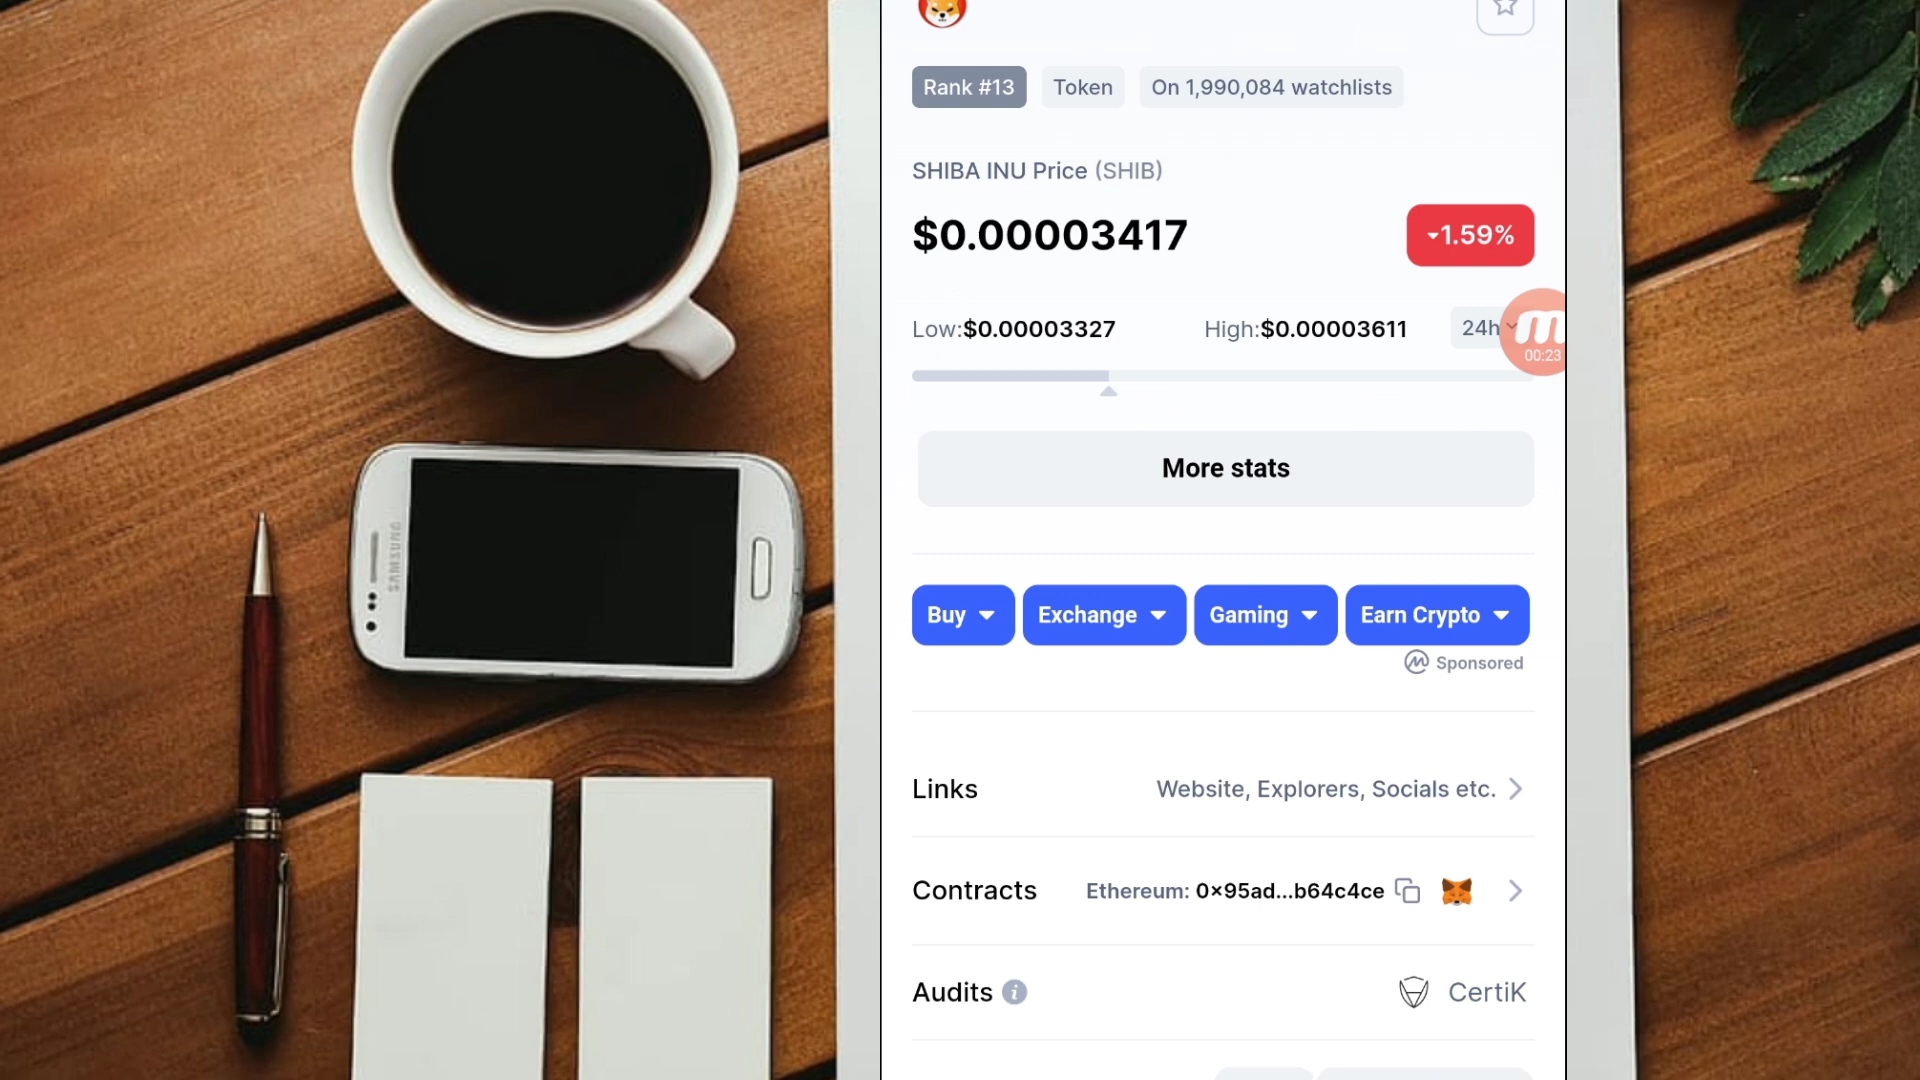 Rank #13 Token On 1,990,084 watchlists
SHIBA INU Price (SHIB)
$0.00003417 1.59%
Low:$0.00003327 High:$0.00003611 24h
00:23
More stats
Buy Exchange Gaming Earn Crypto
Sponsored
Links Website, Explorers, Socials etc.
Contracts Ethereum: 0x95ad...b64c4ce
Audits CertiK
SAMSUNG